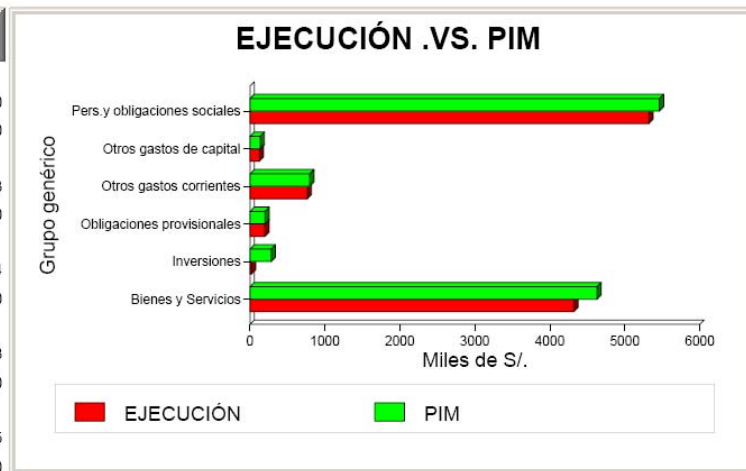 EJECUCIÓN .VS. PIM
Grupo genérico
Pers.y obligaciones sociales
Otros gastos de capital
Otros gastos corrientes
Obligaciones provisionales
Inversiones
Bienes y Servicios
0 1000 2000 3000 4000 5000 6000
Miles de S/.
EJECUCIÓN PIM